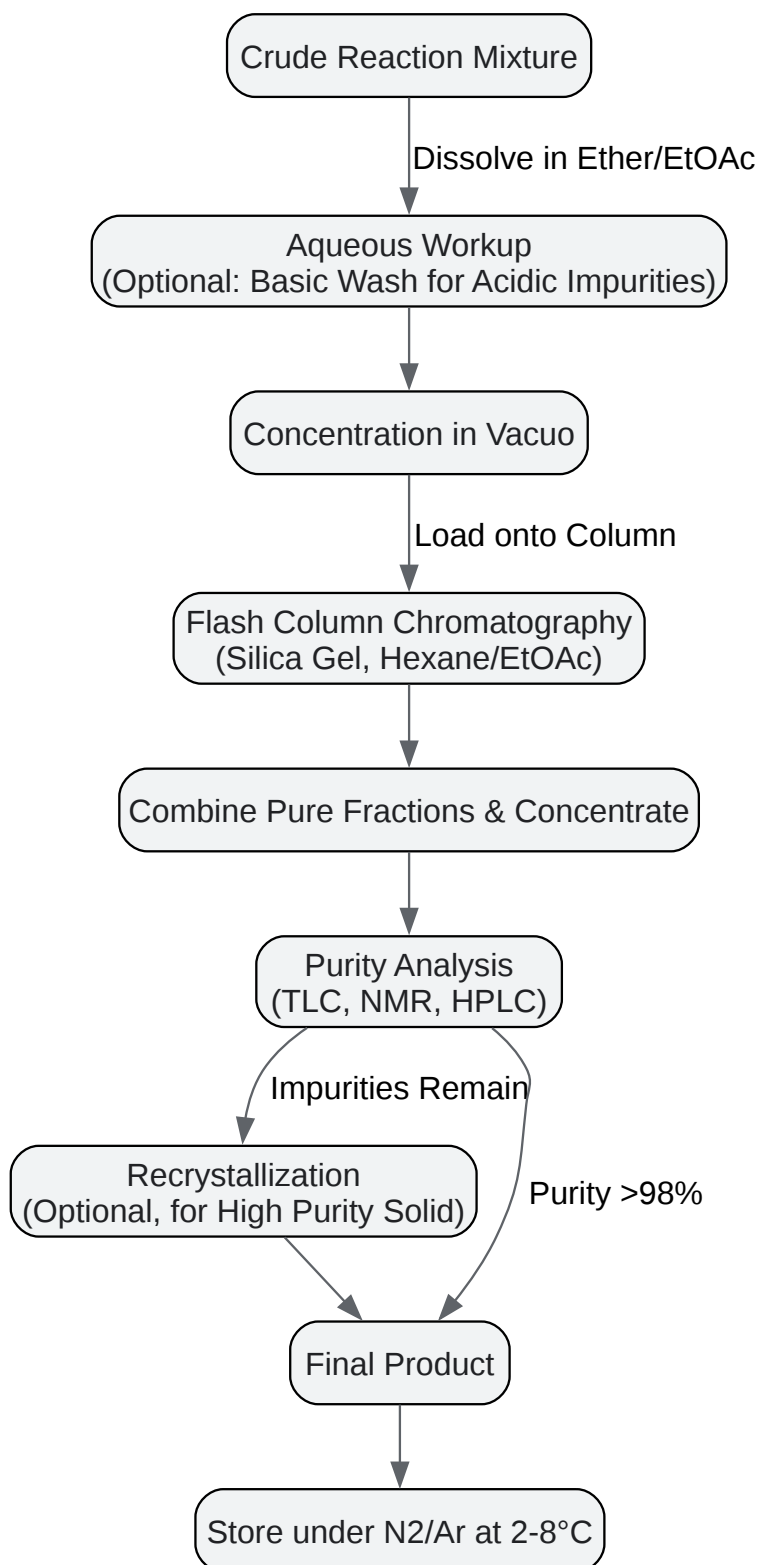 Crude Reaction Mixture
Dissolve in Ether/EtOAc
Aqueous Workup
(Optional: Basic Wash for Acidic Impurities)
Concentration in Vacuo
Load onto Column
Flash Column Chromatography
(Silica Gel, Hexane/EtOAc)
Combine Pure Fractions & Concentrate
Purity Analysis
(TLC, NMR, HPLC)
Impurities Remain
Recrystallization
(Optional, for High Purity Solid)
Purity >98%
Final Product
Store under N2/Ar at 2-8°C